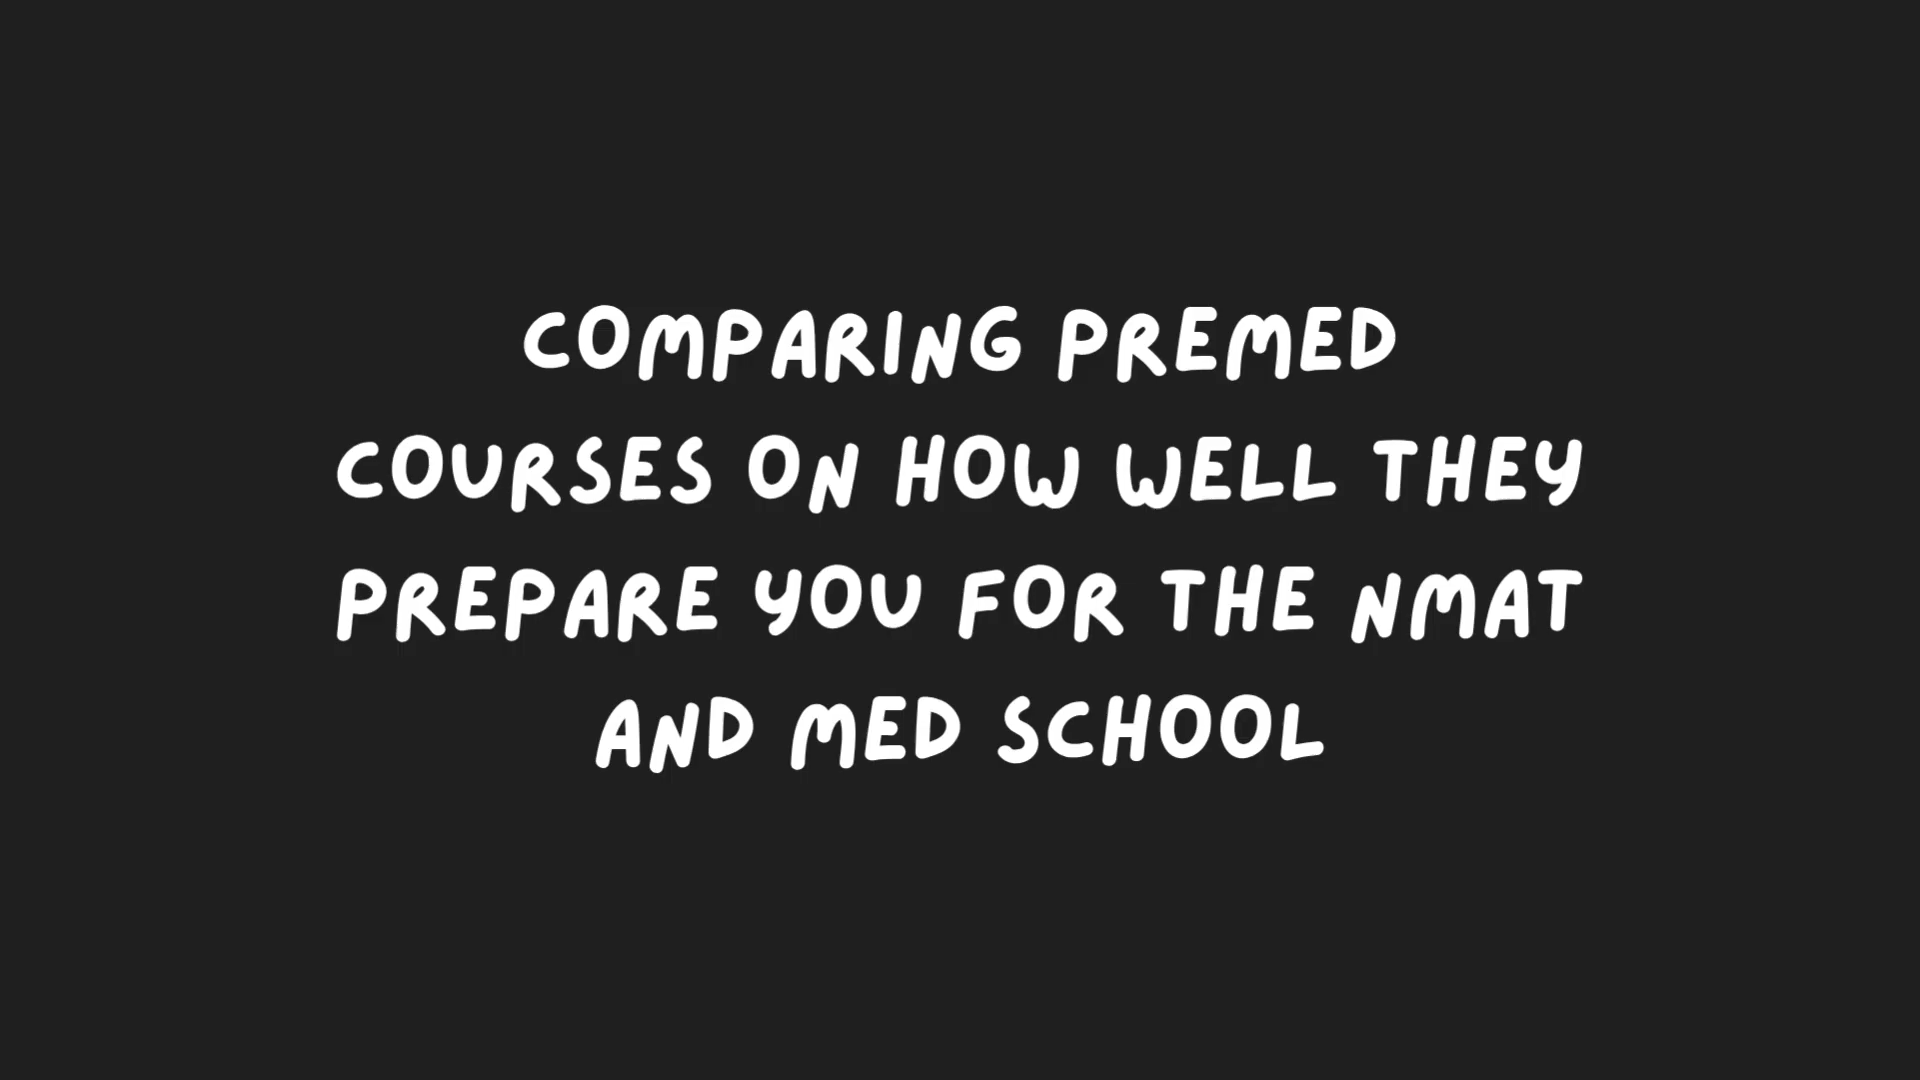 COMPARING PREMED
COURSES ON HOW WELL THEY
PREPARE YOU FOR THE NMAT
AND MED SCHOOL